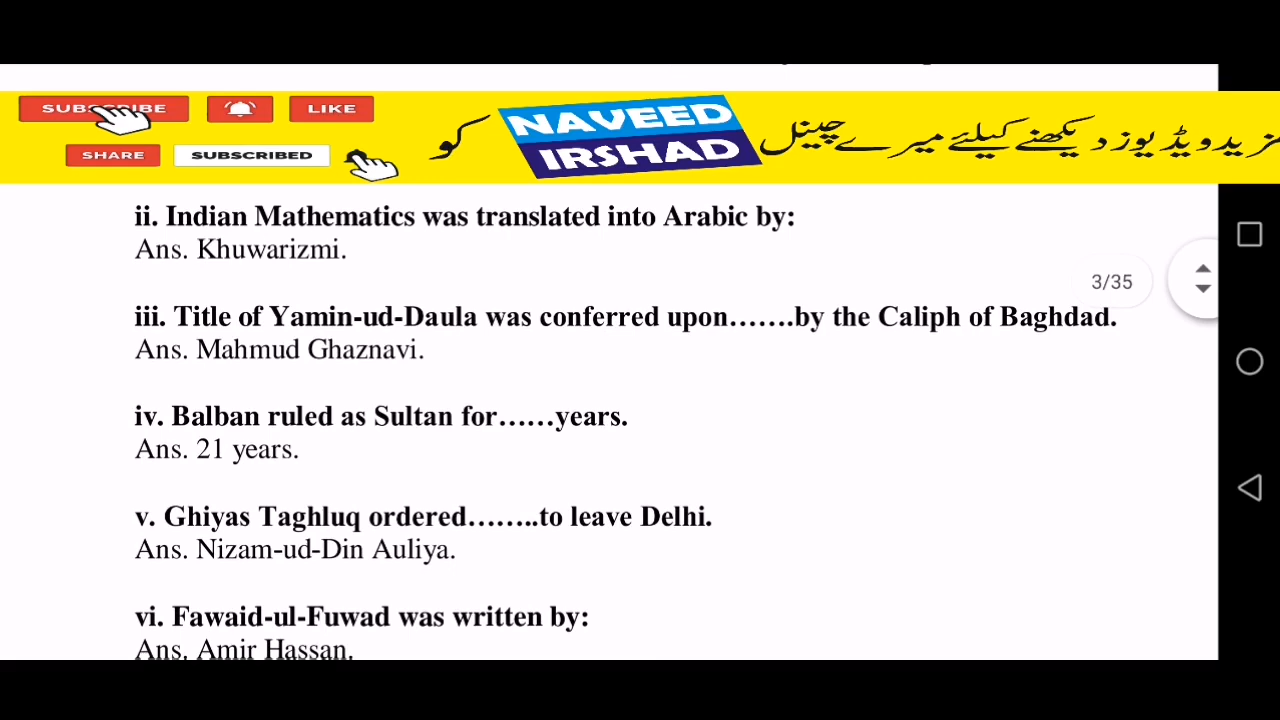 SUBSCRIBE
LIKE
SHARE
SUBSCRIBED
مزید ویڈیوز دیکھنے کیلئے میرے چینل
NAVEED
IRSHAD
کو
ii. Indian Mathematics was translated into Arabic by:
Ans. Khuwarizmi.
3/35
iii. Title of Yamin-ud-Daula was conferred upon…….by the Caliph of Baghdad.
Ans. Mahmud Ghaznavi.
iv. Balban ruled as Sultan for……years.
Ans. 21 years.
v. Ghiyas Taghluq ordered……..to leave Delhi.
Ans. Nizam-ud-Din Auliya.
vi. Fawaid-ul-Fuwad was written by:
Ans. Amir Hassan.